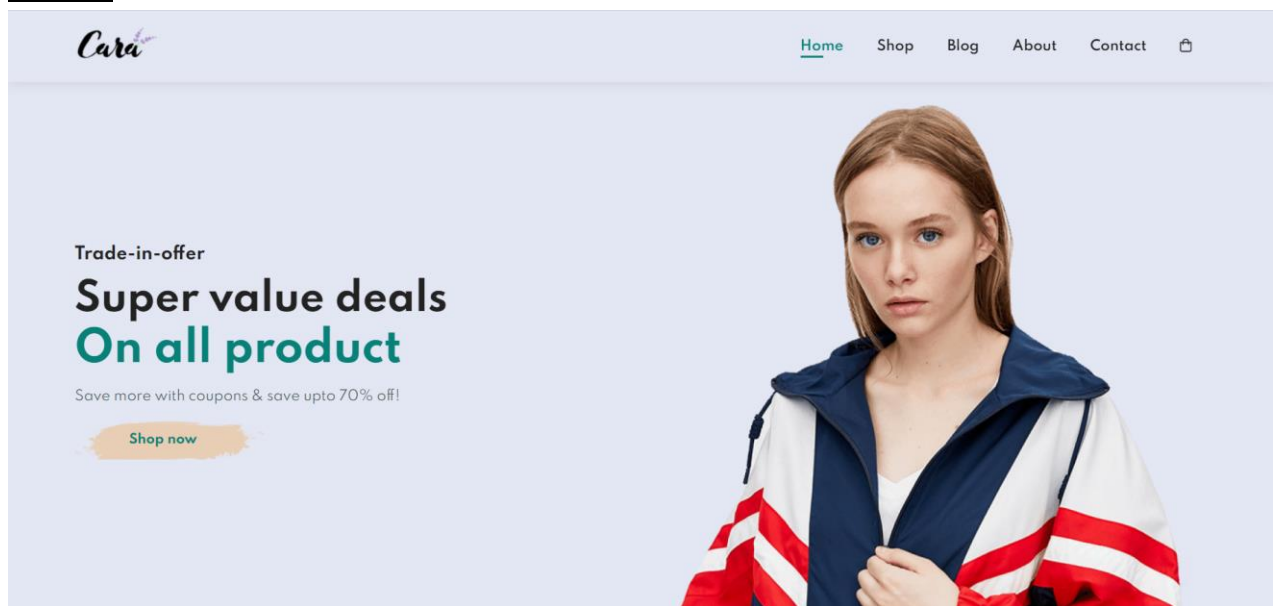 Cara
Home Shop Blog About Contact
Trade-in-offer
Super value deals
On all product
Save more with coupons & save upto 70% off!
Shop now